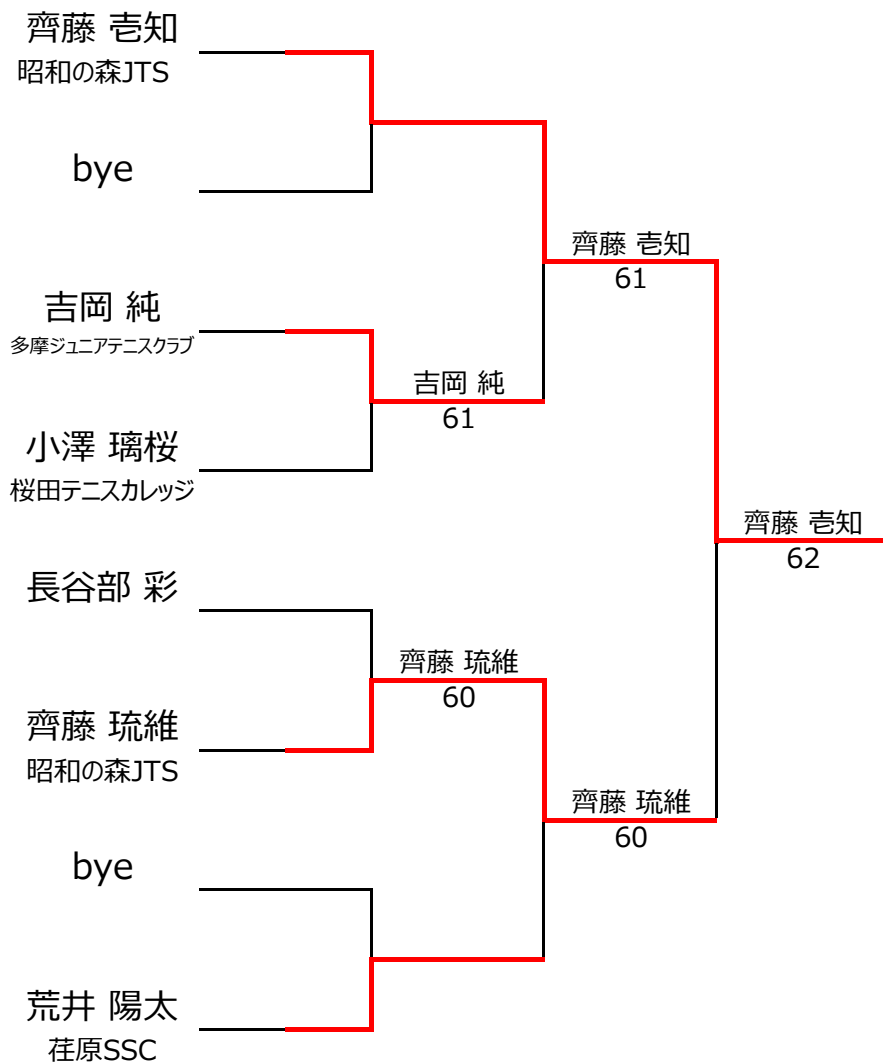 齊藤 壱知
昭和の森JTS
bye
吉岡 純
多摩ジュニアテニスクラブ
小澤 璃桜
桜田テニスカレッジ
長谷部 彩
齊藤 琉維
昭和の森JTS
bye
荒井 陽太
荏原SSC
吉岡 純
61
齊藤 琉維
60
齊藤 壱知
61
齊藤 琉維
60
齊藤 壱知
62